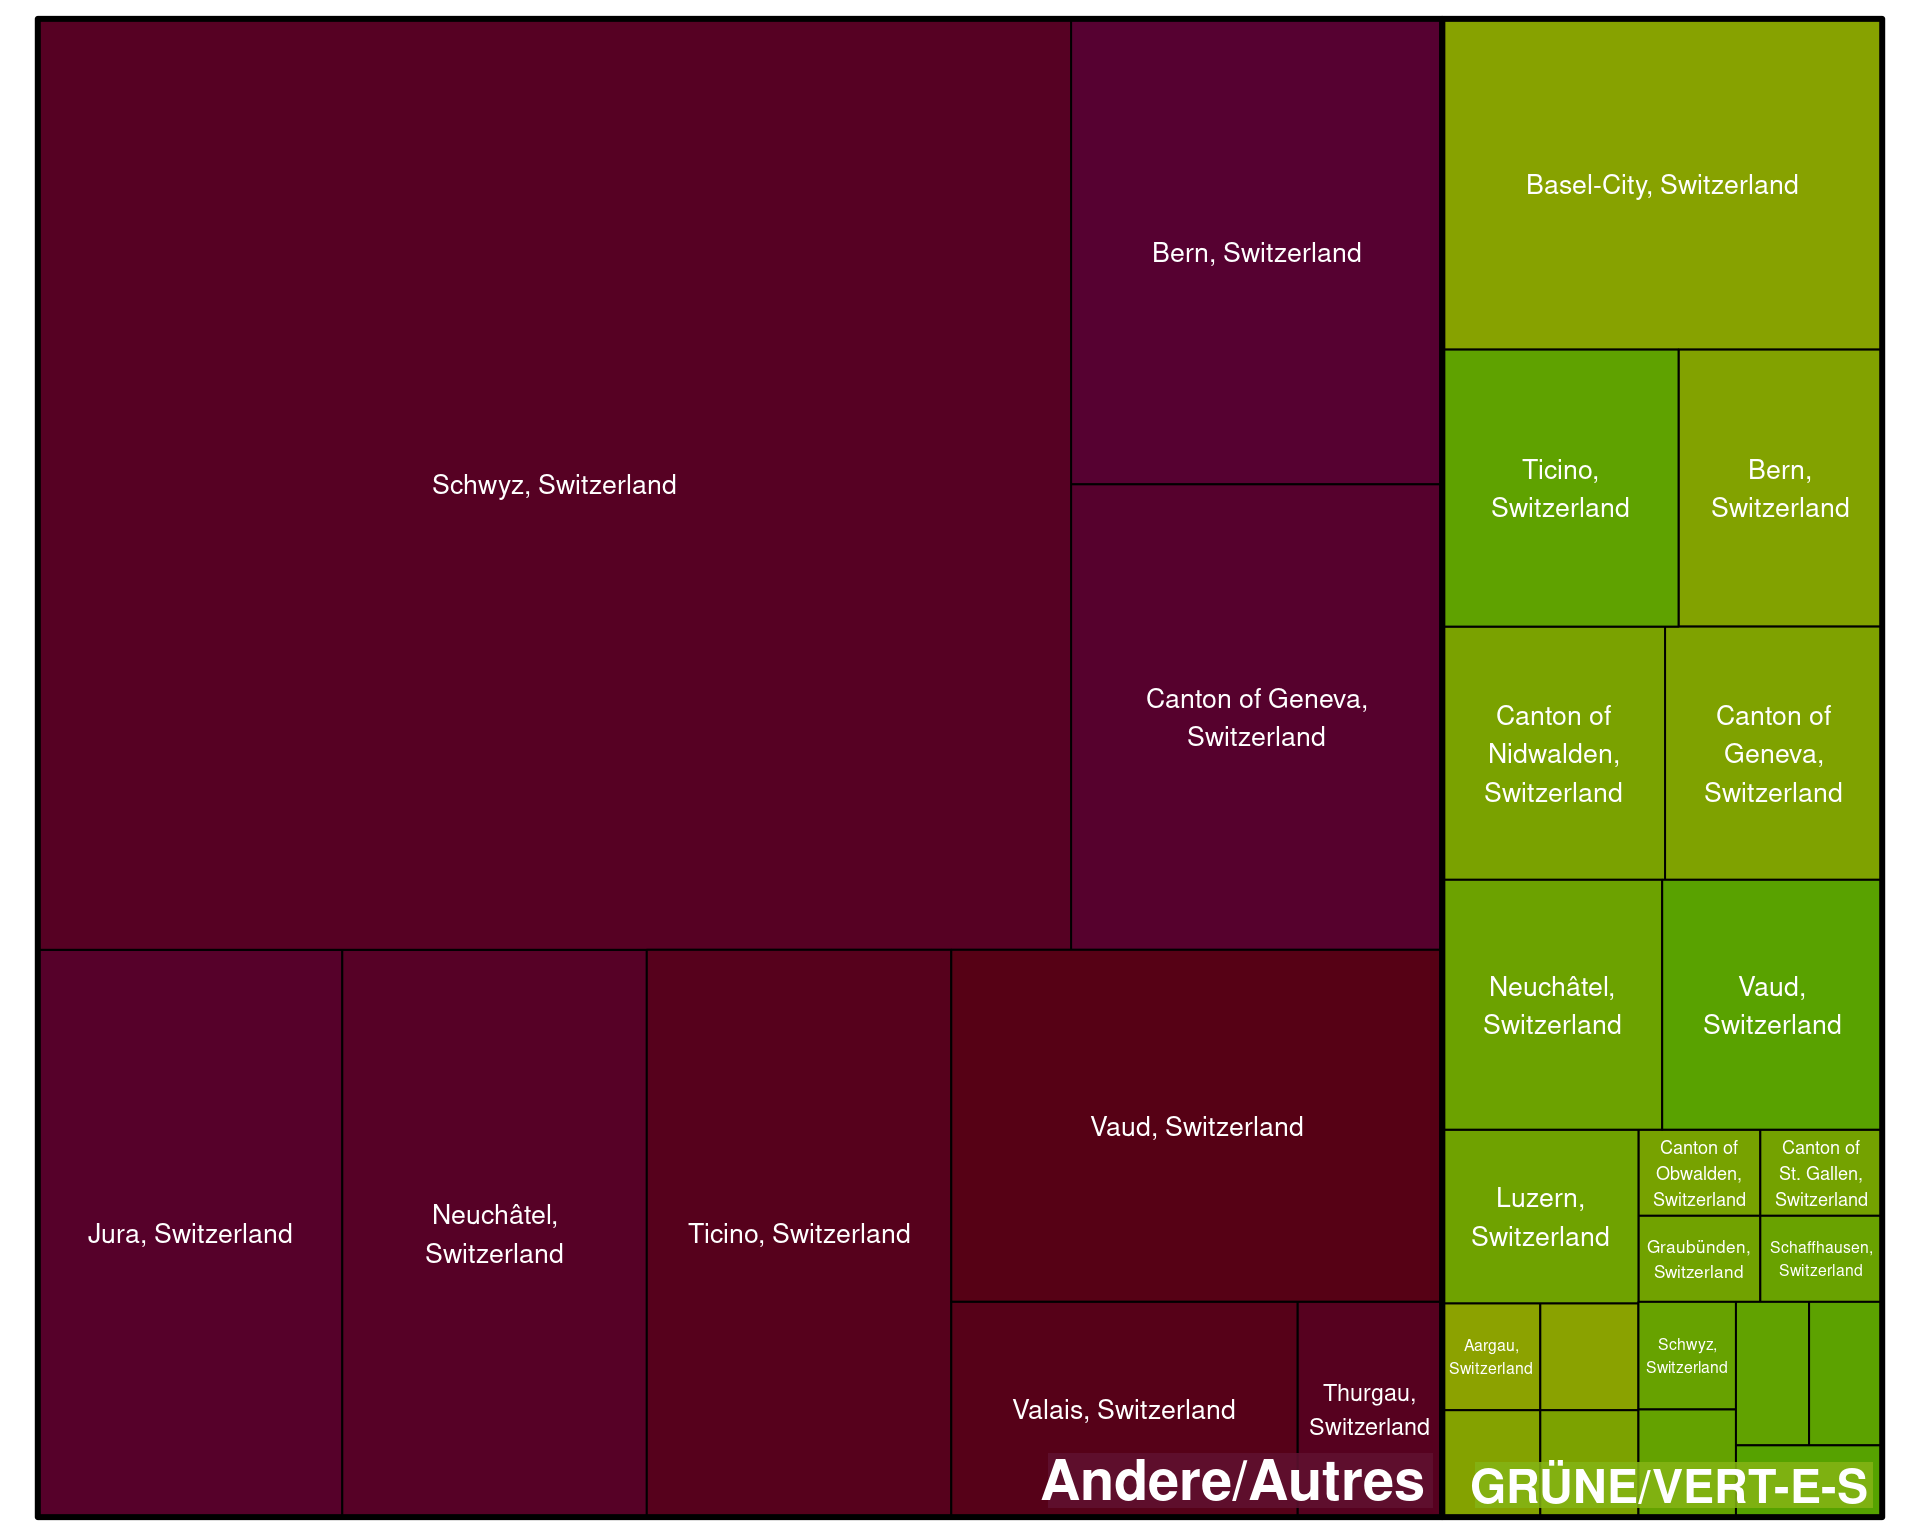 Schwyz, Switzerland
Bern, Switzerland
Canton of Geneva,
Switzerland
Jura, Switzerland
Neuchâtel,
Switzerland
Ticino, Switzerland
Vaud, Switzerland
Valais, Switzerland
Thurgau,
Switzerland
Andere/Autres
Basel-City, Switzerland
Ticino,
Switzerland
Bern,
Switzerland
Canton of
Nidwalden,
Switzerland
Canton of
Geneva,
Switzerland
Neuchâtel,
Switzerland
Vaud,
Switzerland
Luzern,
Switzerland
Canton of
Obwalden,
Switzerland
Canton of
St. Gallen,
Switzerland
Graubünden,
Switzerland
Schaffhausen,
Switzerland
Aargau,
Switzerland
Schwyz,
Switzerland
GRÜNE/VERT-E-S